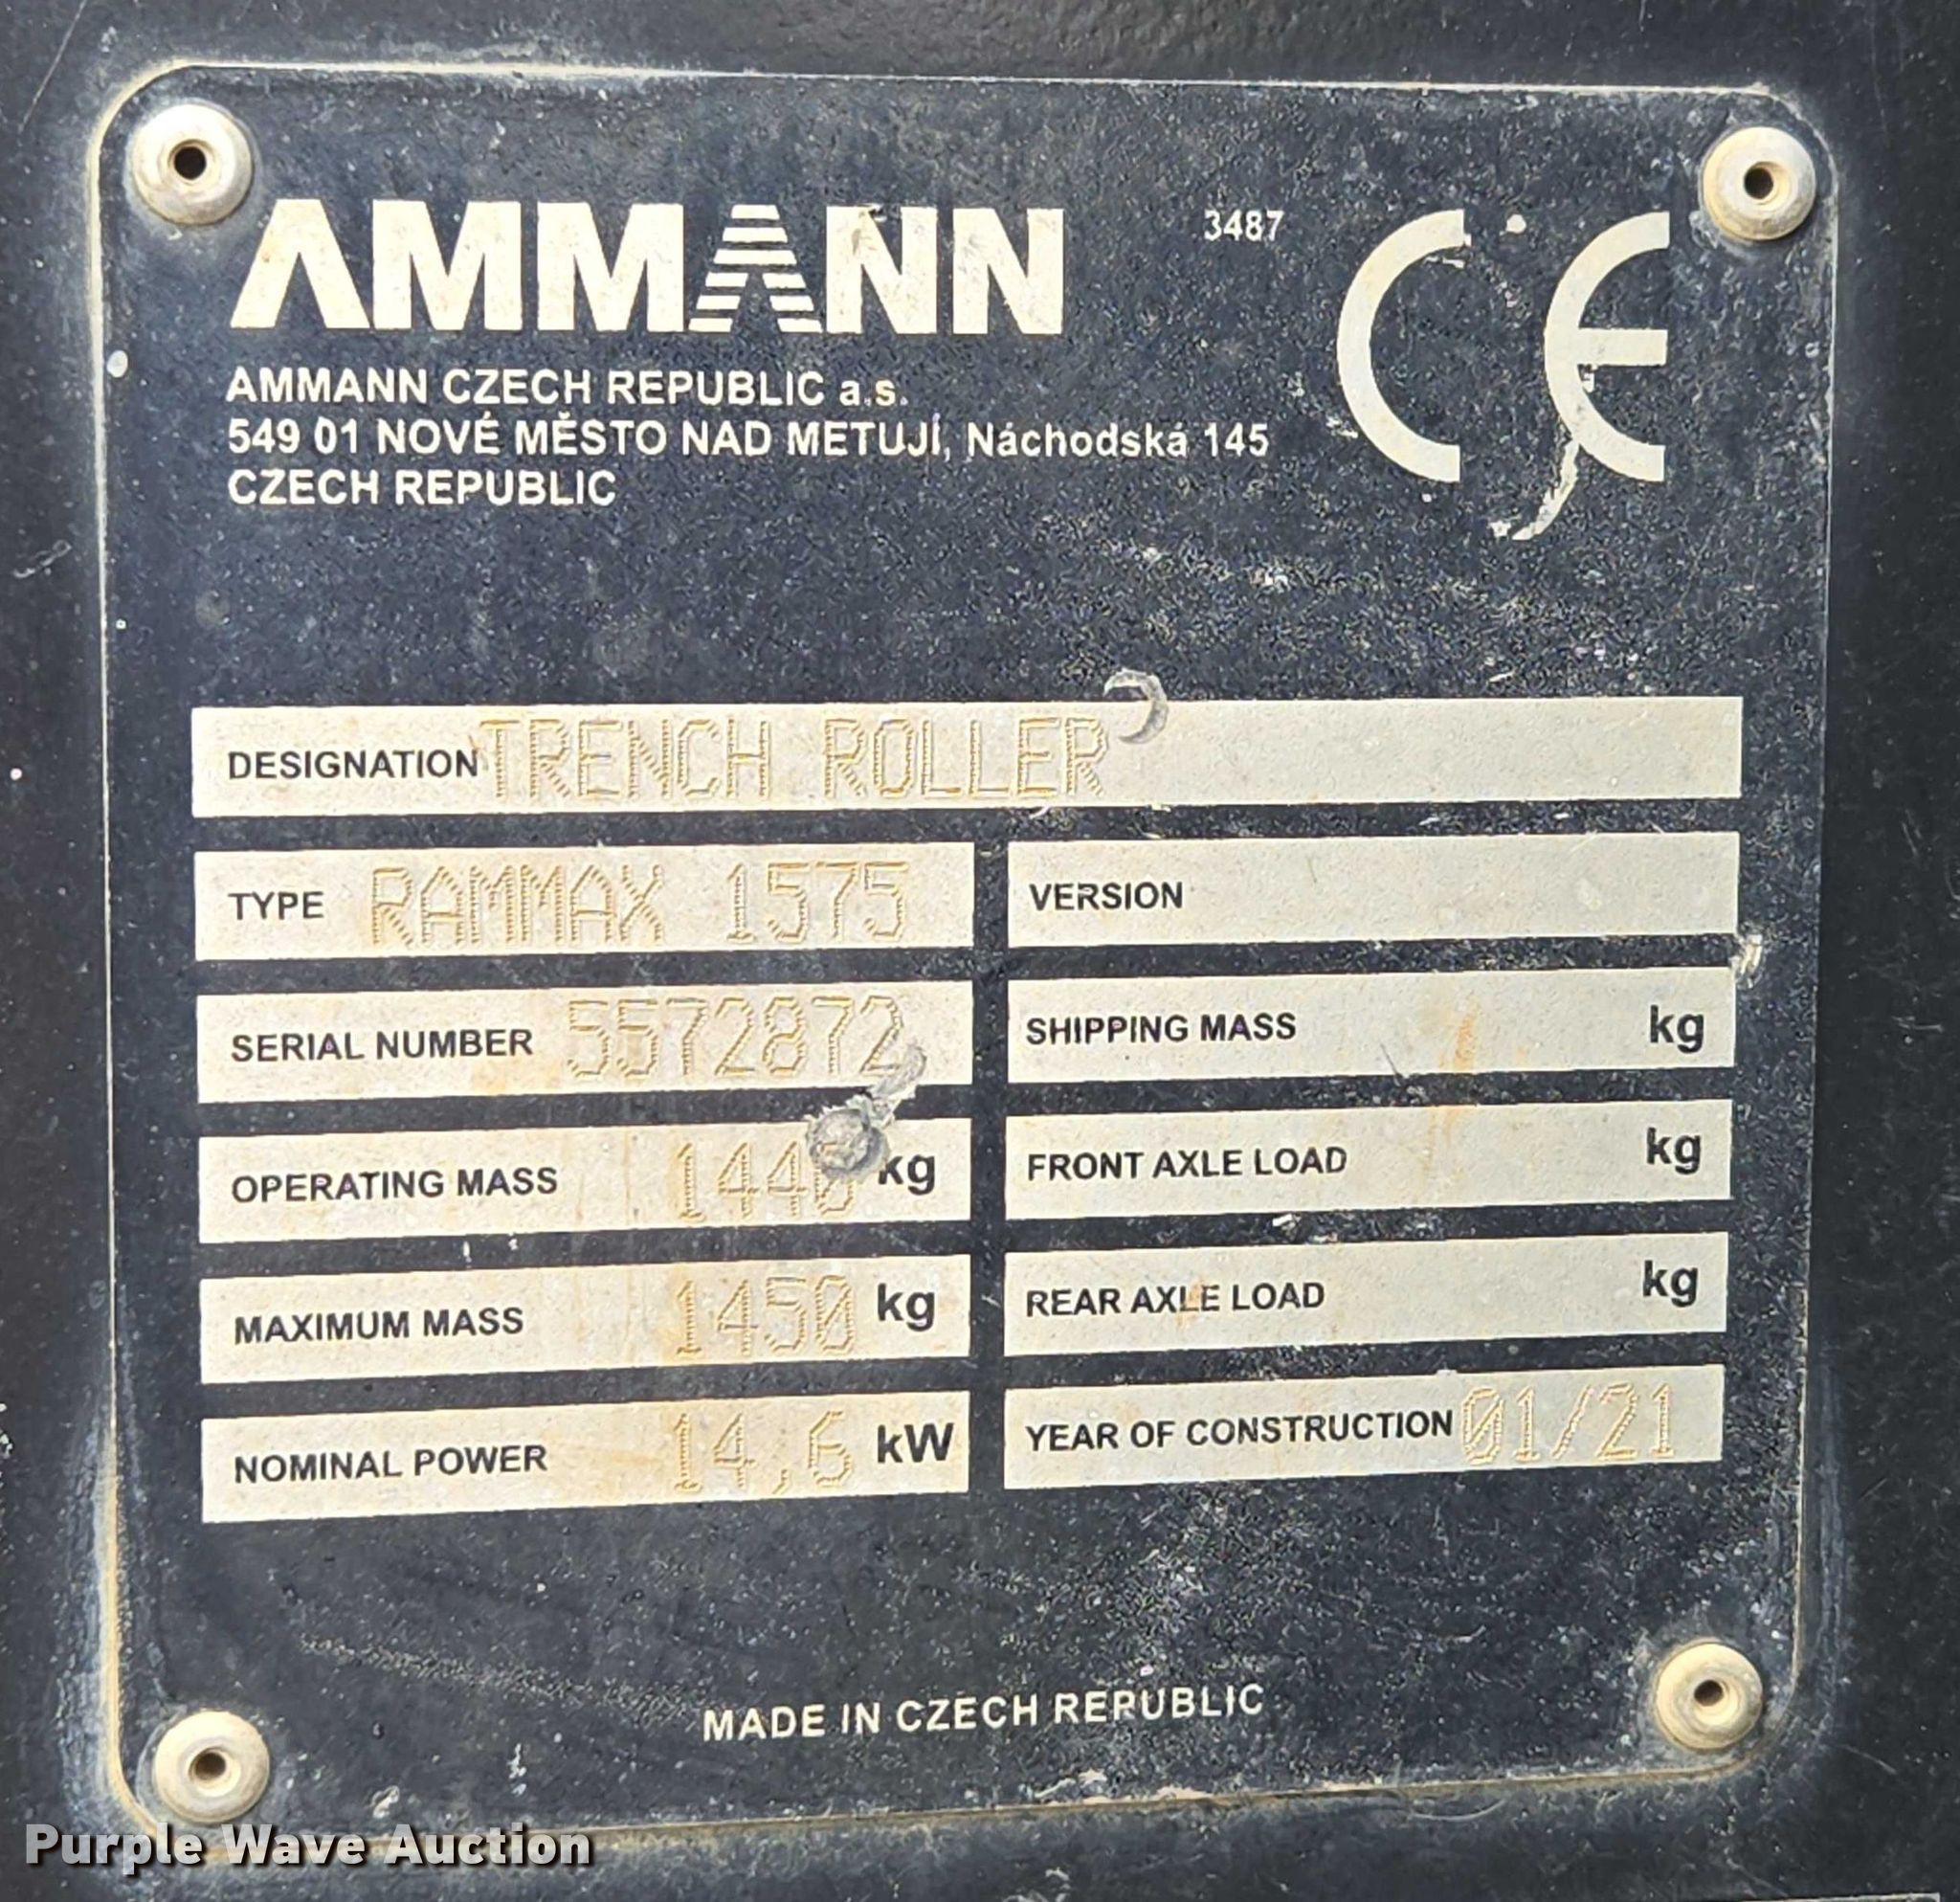 AMMANN
3487
CE
AMMANN CZECH REPUBLIC a.s.
549 01 NOVÉ MĚSTO NAD METUJÍ, Náchodská 145
CZECH REPUBLIC
DESIGNATION TRENCH ROLLER
TYPE RAMMAX 1575
VERSION
SERIAL NUMBER 5572872
SHIPPING MASS kg
OPERATING MASS 1440 kg
FRONT AXLE LOAD kg
MAXIMUM MASS 1450 kg
REAR AXLE LOAD kg
NOMINAL POWER 14,6 kW
YEAR OF CONSTRUCTION 01/21
MADE IN CZECH REPUBLIC
Purple Wave Auction